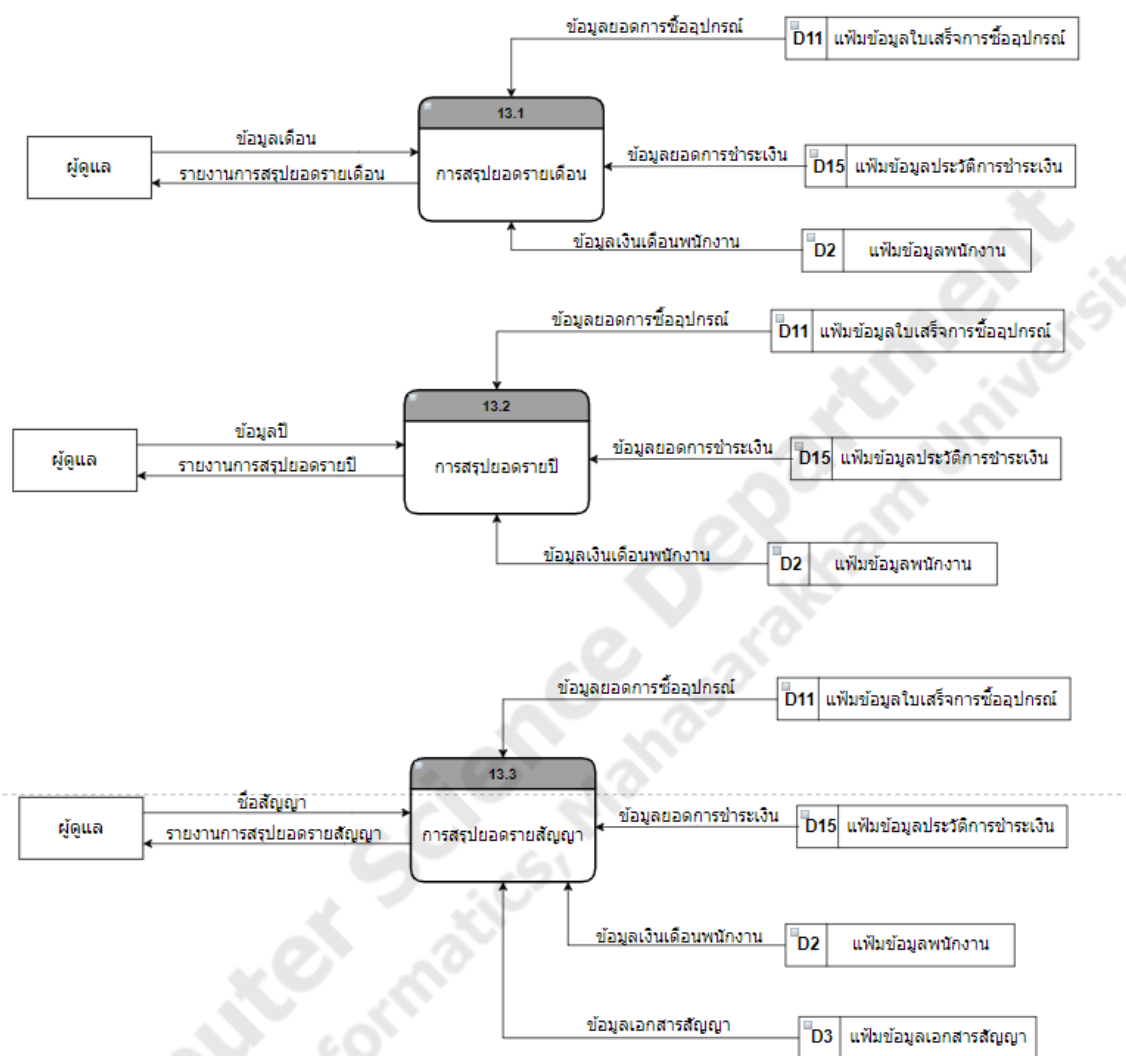 ข้อมูลยอดการซื้ออุปกรณ์
D11 แฟ้มข้อมูลใบเสร็จการซื้ออุปกรณ์
13.1
ผู้ดูแล
ข้อมูลเดือน
รายงานการสรุปยอดรายเดือน
การสรุปยอดรายเดือน
ข้อมูลยอดการชำระเงิน
D15 แฟ้มข้อมูลประวัติการชำระเงิน
ข้อมูลเงินเดือนพนักงาน
D2 แฟ้มข้อมูลพนักงาน
ข้อมูลยอดการซื้ออุปกรณ์
D11 แฟ้มข้อมูลใบเสร็จการซื้ออุปกรณ์
13.2
ผู้ดูแล
ข้อมูลปี
รายงานการสรุปยอดรายปี
การสรุปยอดรายปี
ข้อมูลยอดการชำระเงิน
D15 แฟ้มข้อมูลประวัติการชำระเงิน
ข้อมูลเงินเดือนพนักงาน
D2 แฟ้มข้อมูลพนักงาน
ข้อมูลยอดการซื้ออุปกรณ์
D11 แฟ้มข้อมูลใบเสร็จการซื้ออุปกรณ์
13.3
ผู้ดูแล
ชื่อสัญญา
รายงานการสรุปยอดรายสัญญา
การสรุปยอดรายสัญญา
ข้อมูลยอดการชำระเงิน
D15 แฟ้มข้อมูลประวัติการชำระเงิน
ข้อมูลเงินเดือนพนักงาน
D2 แฟ้มข้อมูลพนักงาน
ข้อมูลเอกสารสัญญา
D3 แฟ้มข้อมูลเอกสารสัญญา
uter Science Department
formatics, Mahasarakham Universit